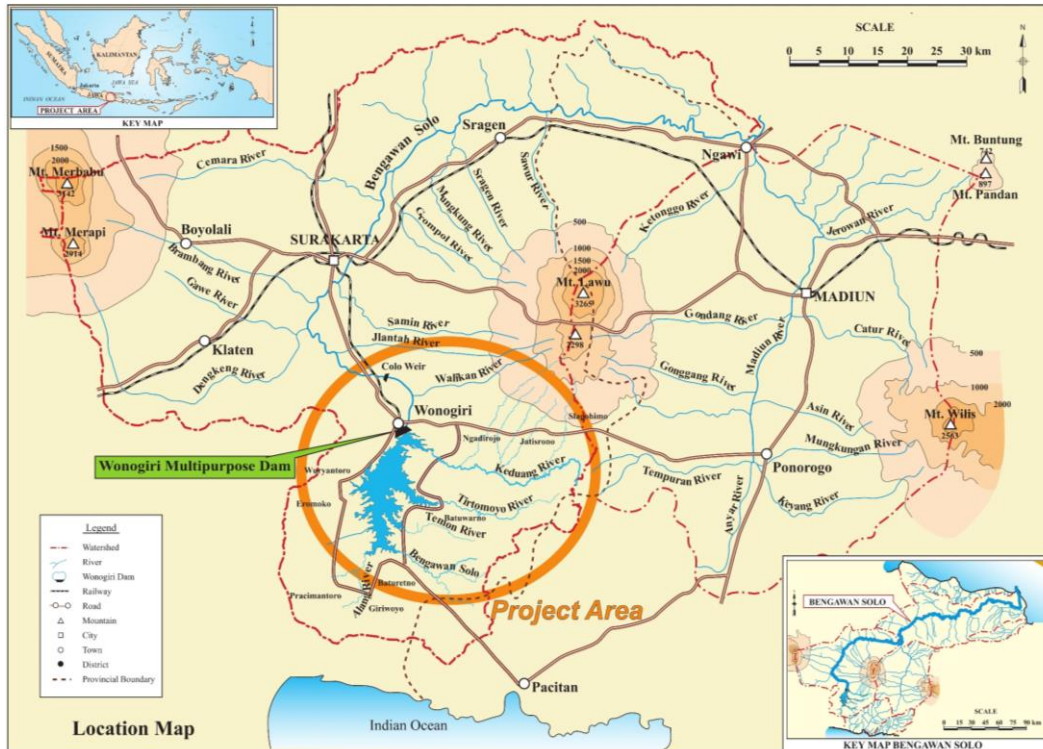 SUMATRA
KALIMANTAN
Jakarta
JAVA SEA
JAVA
INDIAN OCEAN
PROJECT AREA
KEY MAP
SCALE
0 5 10 15 20 25 30 km
N
1500
2000
Mt. Merbabu
3142
Mt. Merapi
2914
Cemara River
Bengawan Solo
Sragen
Ngawi
Mt. Buntung
742
897
Mt. Pandan
Boyolali
SURAKARTA
Brambang River
Gawe River
Sragen River
Mungkung River
Grompol River
Sawur River
Ketonggo River
Jerowan River
500
1000
1500
2000
Mt. Lawu
3265
3298
MADIUN
Klaten
Dengkeng River
Samin River
Jlantah River
Walikan River
Colo Weir
Gondang River
Gonggang River
Madiun River
Catur River
500
1000
2000
Mt. Wilis
2563
Asin River
Mungkungan River
Wonogiri
Ngadirojo
Jatisrono
Slogohimo
Wonogiri Multipurpose Dam
Wuryantoro
Keduang River
Tempuran River
Ponorogo
Keyang River
Anyar River
Eromoko
Tirtomoyo River
Temon River
Batuwarno
Bengawan Solo
Alang River
Baturetno
Pracimantoro
Giriwoyo
Project Area
Pacitan
Indian Ocean
Legend
Watershed
River
Wonogiri Dam
Railway
Road
Mountain
City
Town
District
Provincial Boundary
Location Map
BENGAWAN SOLO
SCALE
0 15 30 45 60 75 90 km
KEY MAP BENGAWAN SOLO